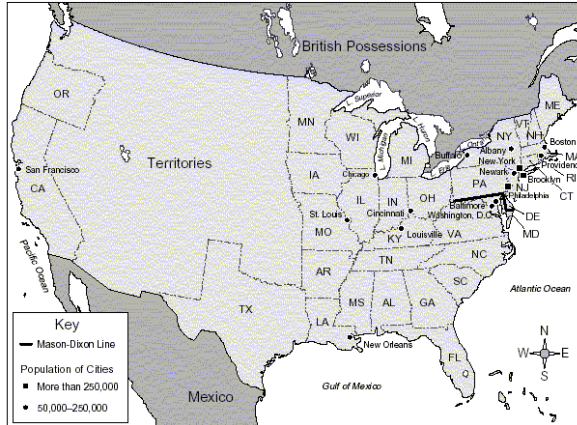 British Possessions
OR
ME
L. Superior
VT
MN
NH
L. Huron
WI
NY
Boston
L. Michigan
Albany
MA
Territories
MI
Buffalo
New York
Providence
San Francisco
Chicago
Newark
RI
IA
PA
Brooklyn
CA
NJ
CT
OH
Philadelphia
IL
IN
Baltimore
St. Louis
Cincinnati
Washington, D.C.
DE
MO
Louisville
VA
MD
KY
Pacific Ocean
NC
TN
AR
SC
Atlantic Ocean
MS
AL
GA
TX
LA
Key
Mason-Dixon Line
New Orleans
N
FL
W
E
Population of Cities
S
More than 250,000
Gulf of Mexico
Mexico
50,000–250,000